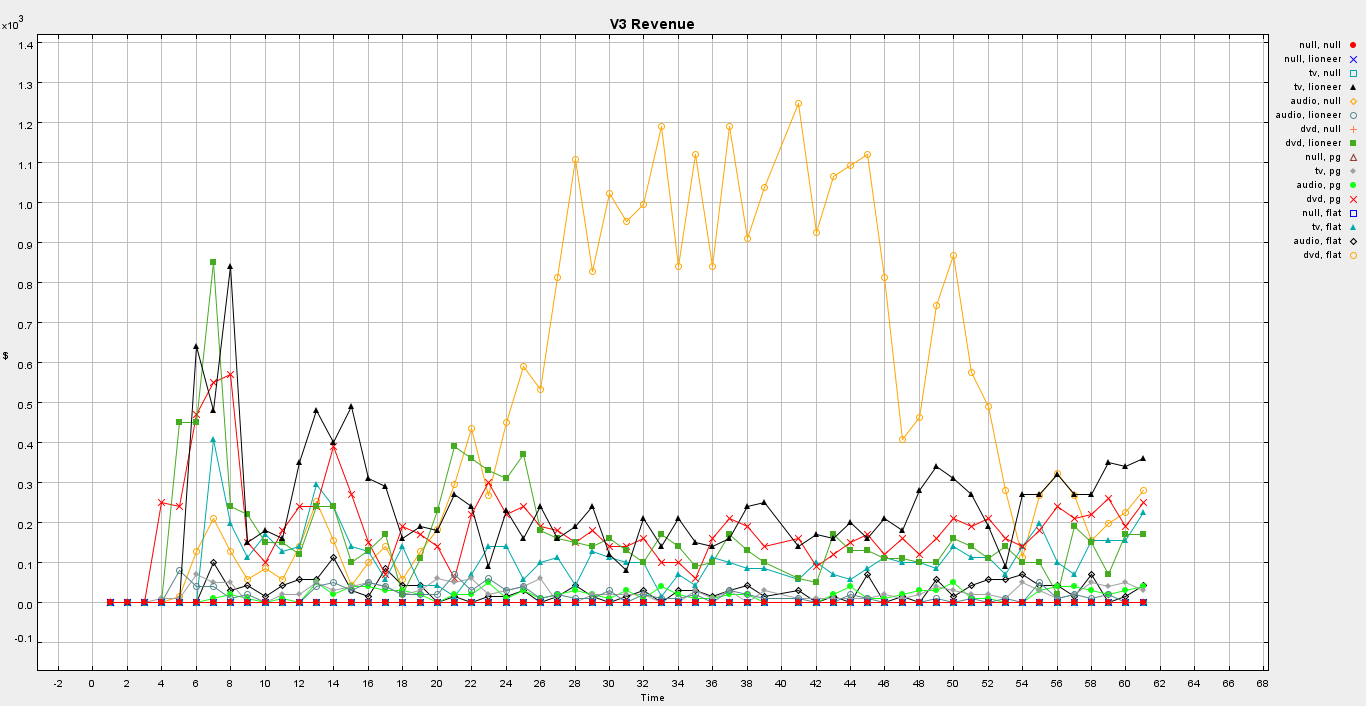 V3 Revenue
×10³
1.4
1.3
1.2
1.1
1.0
0.9
0.8
0.7
0.6
0.5
0.4
0.3
0.2
0.1
0.0
-0.1
$
-2 0 2 4 6 8 10 12 14 16 18 20 22 24 26 28 30 32 34 36 38 40 42 44 46 48 50 52 54 56 58 60 62 64 66 68
Time
null, null
null, lioneer
tv, null
tv, lioneer
audio, null
audio, lioneer
dvd, null
dvd, lioneer
null, pg
tv, pg
audio, pg
dvd, pg
null, flat
tv, flat
audio, flat
dvd, flat